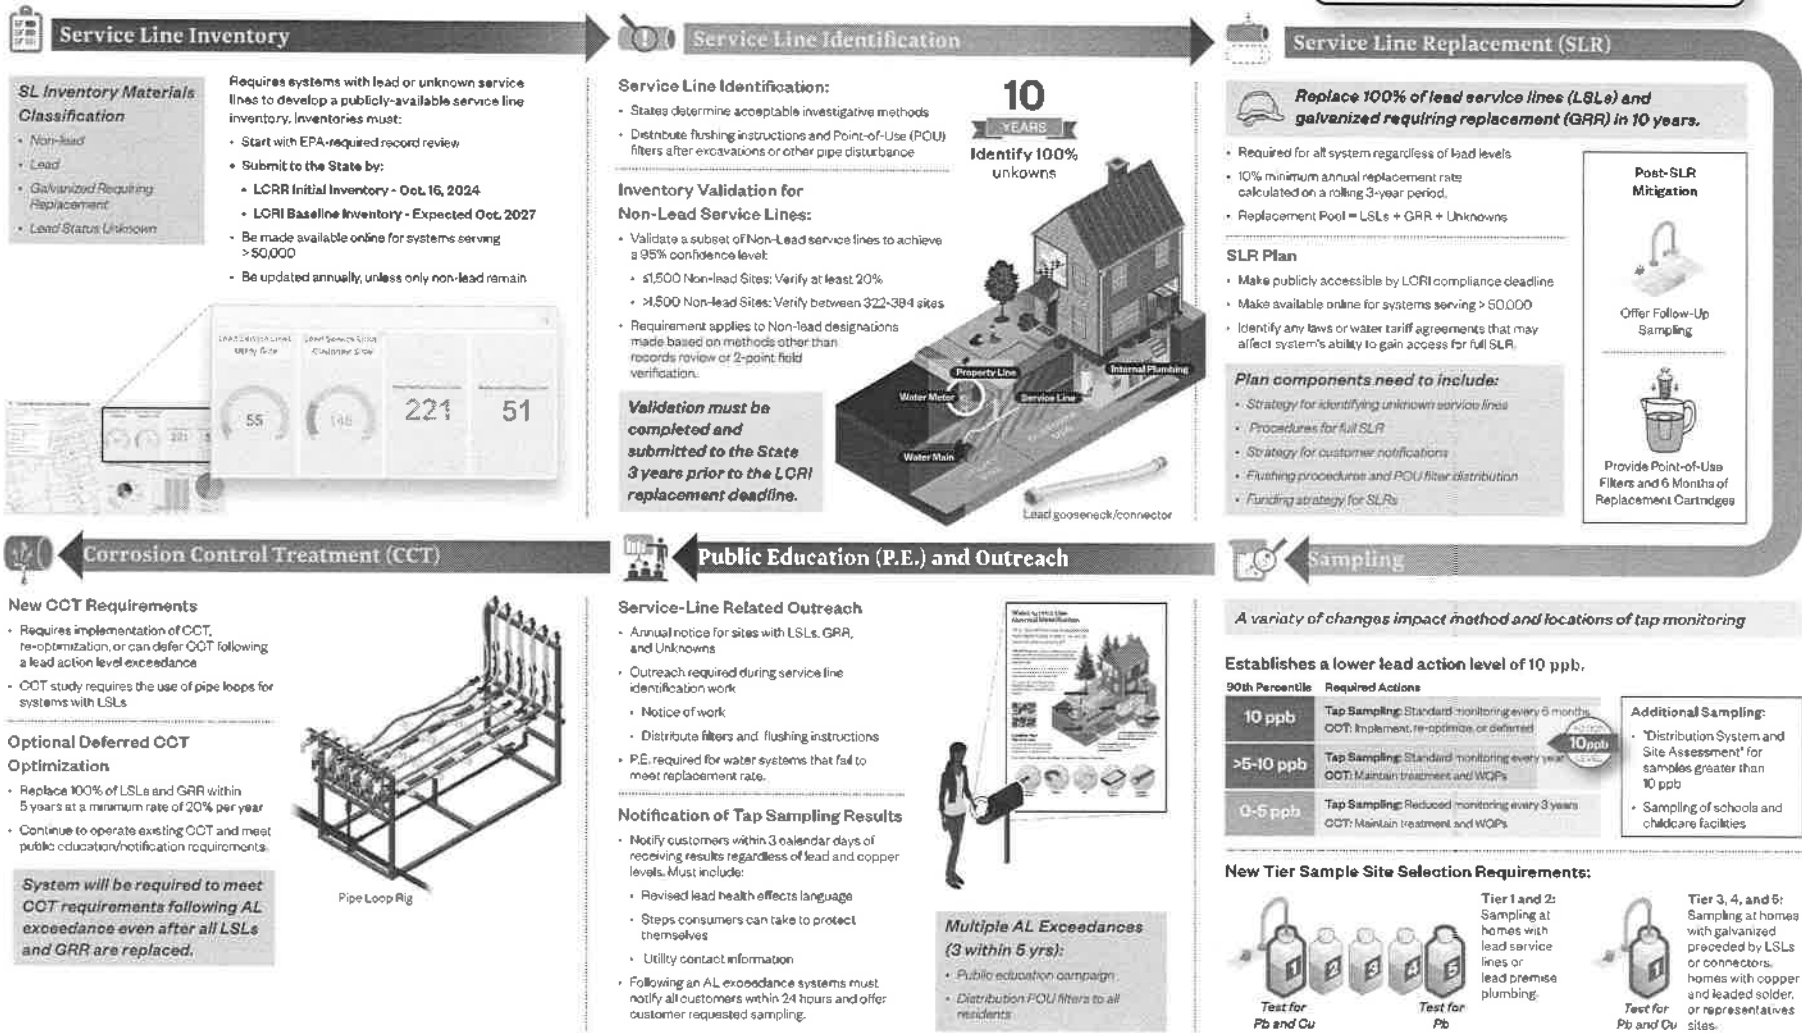 Service Line Inventory
SL Inventory Materials
Classification
• Non-lead
• Lead
• Galvanized Requiring
Replacement
• Lead Status Unknown
Requires systems with lead or unknown service
lines to develop a publicly-available service line
inventory. Inventories must:
• Start with EPA-required record review
• Submit to the State by:
• LCRR Initial Inventory - Oct. 16, 2024
• LCRI Baseline Inventory - Expected Oct. 2027
• Be made available online for systems serving
>50,000
• Be updated annually, unless only non-lead remain
Lead Service Lines
Utility Side
Lead Service Lines
Customer Side
55
146
221
51
Service Line Identification
Service Line Identification:
• States determine acceptable investigative methods
• Distribute flushing instructions and Point-of-Use (POU)
filters after excavations or other pipe disturbance
10
YEARS
Identify 100%
unkowns
Inventory Validation for
Non-Lead Service Lines:
• Validate a subset of Non-Lead service lines to achieve
a 95% confidence level:
• ≤1,500 Non-lead Sites: Verify at least 20%
• >1,500 Non-lead Sites: Verify between 322-384 sites
• Requirement applies to Non-lead designations
made based on methods other than
records review or 2-point field
verification.
Validation must be
completed and
submitted to the State
3 years prior to the LCRI
replacement deadline.
Property Line
Internal Plumbing
Water Meter
Service Line
Water Main
Lead gooseneck/connector
Service Line Replacement (SLR)
Replace 100% of lead service lines (LSLs) and
galvanized requiring replacement (GRR) in 10 years.
• Required for all system regardless of lead levels
• 10% minimum annual replacement rate
calculated on a rolling 3-year period.
• Replacement Pool = LSLs + GRR + Unknowns
SLR Plan
• Make publicly accessible by LCRI compliance deadline
• Make available online for systems serving > 50,000
• Identify any laws or water tariff agreements that may
affect system's ability to gain access for full SLR.
Plan components need to include:
• Strategy for identifying unknown service lines
• Procedures for full SLR
• Strategy for customer notifications
• Flushing procedures and POU filter distribution
• Funding strategy for SLRs
Post-SLR
Mitigation
Offer Follow-Up
Sampling
Provide Point-of-Use
Filters and 6 Months of
Replacement Cartridges
Corrosion Control Treatment (CCT)
New CCT Requirements
• Requires implementation of CCT,
re-optimization, or can defer CCT following
a lead action level exceedance
• CCT study requires the use of pipe loops for
systems with LSLs
Optional Deferred CCT
Optimization
• Replace 100% of LSLs and GRR within
5 years at a minimum rate of 20% per year
• Continue to operate existing CCT and meet
public education/notification requirements.
System will be required to meet
CCT requirements following AL
exceedance even after all LSLs
and GRR are replaced.
Pipe Loop Rig
Public Education (P.E.) and Outreach
Service-Line Related Outreach
• Annual notice for sites with LSLs, GRR,
and Unknowns
• Outreach required during service line
identification work
• Notice of work
• Distribute filters and flushing instructions
• P.E. required for water systems that fail to
meet replacement rate.
Notification of Tap Sampling Results
• Notify customers within 3 calendar days of
receiving results regardless of lead and copper
levels. Must include:
• Revised lead health effects language
• Steps consumers can take to protect
themselves
• Utility contact information
• Following an AL exceedance systems must
notify all customers within 24 hours and offer
customer requested sampling.
Multiple AL Exceedances
(3 within 5 yrs):
• Public education campaign
• Distribution POU filters to all
residents
Sampling
A variety of changes impact method and locations of tap monitoring
Establishes a lower lead action level of 10 ppb.
90th Percentile Required Actions
10 ppb
Tap Sampling: Standard monitoring every 6 months
CCT: Implement, re-optimize, or deferred
>5-10 ppb
Tap Sampling: Standard monitoring every year
CCT: Maintain treatment and WQPs
0-5 ppb
Tap Sampling: Reduced monitoring every 3 years
CCT: Maintain treatment and WQPs
ACTION
10ppb
LEVEL
Additional Sampling:
• "Distribution System and
Site Assessment" for
samples greater than
10 ppb
• Sampling of schools and
childcare facilities
New Tier Sample Site Selection Requirements:
1
2
3
4
5
Test for
Pb and Cu
Test for
Pb
Tier 1 and 2:
Sampling at
homes with
lead service
lines or
lead premise
plumbing.
1
Test for
Pb and Cu
Tier 3, 4, and 5:
Sampling at homes
with galvanized
preceded by LSLs
or connectors,
homes with copper
and leaded solder,
or representatives
sites.